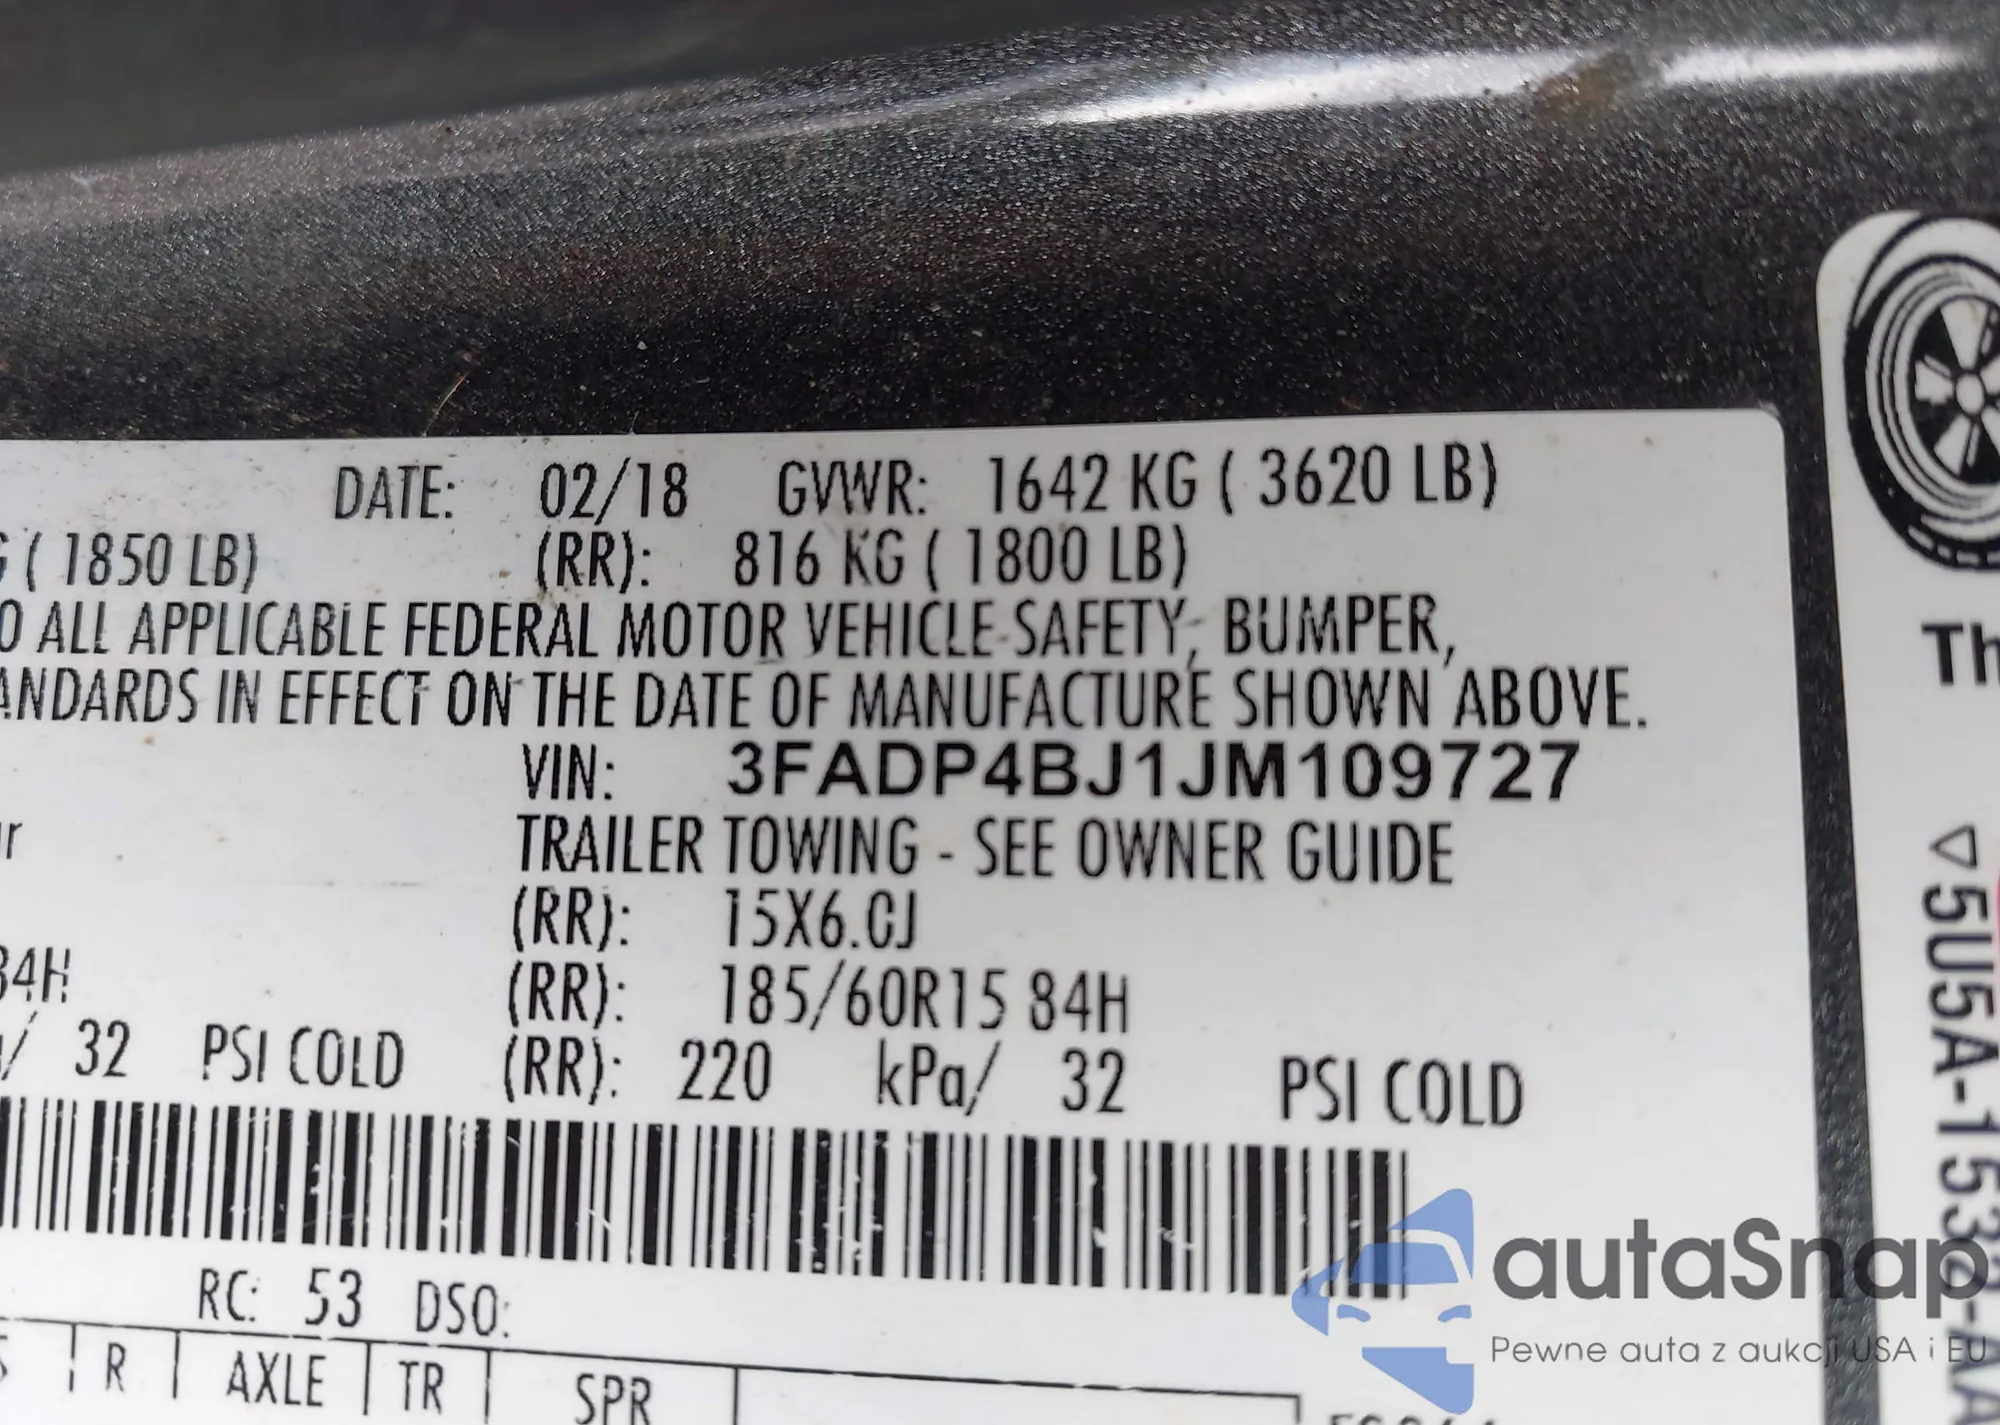 DATE: 02/18 GVWR: 1642 KG ( 3620 LB)
( 1850 LB) (RR): 816 KG ( 1800 LB)
ALL APPLICABLE FEDERAL MOTOR VEHICLE SAFETY, BUMPER,
IN EFFECT ON THE DATE OF MANUFACTURE SHOWN ABOVE.
VIN: 3FADP4BJ1JM109727
TRAILER TOWING - SEE OWNER GUIDE
(RR): 15X6.0J
84H (RR): 185/60R15 84H
/ 32 PSI COLD (RR): 220 kPa/ 32 PSI COLD
RC: 53 DSO:
R AXLE TR SPR
autaSnap
Pewne auta z aukcji USA i EU